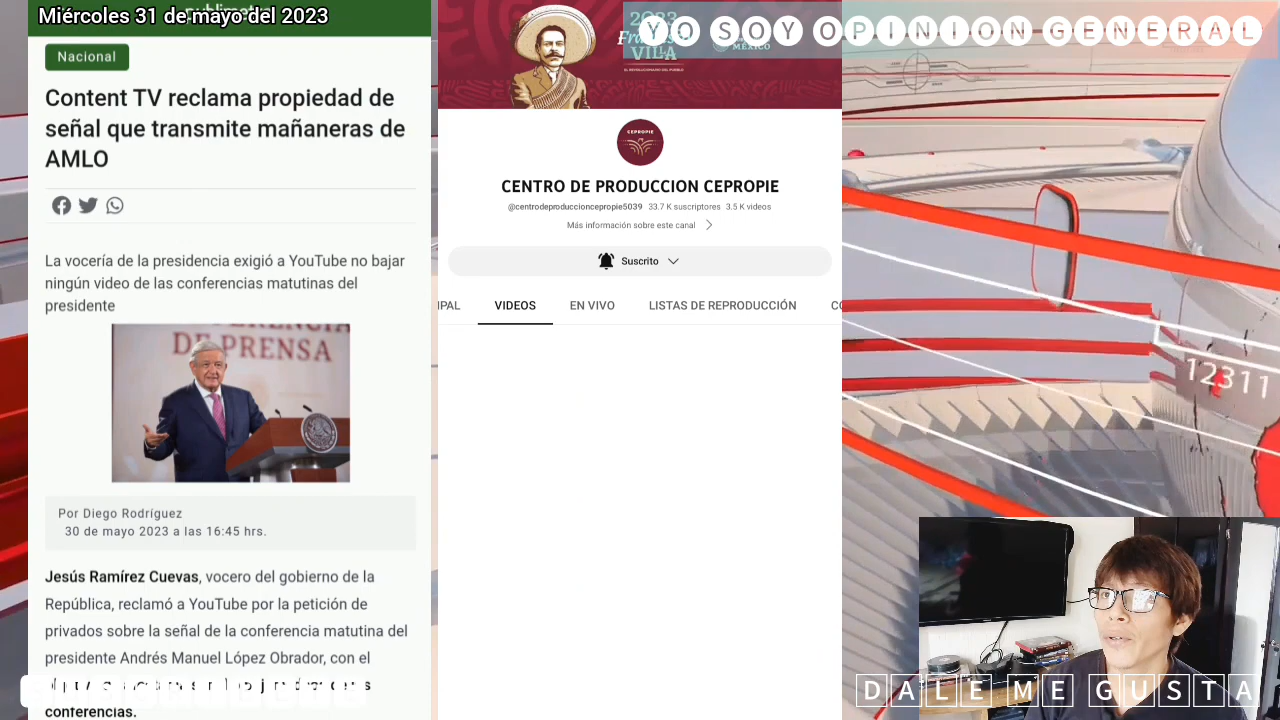 Miércoles 31 de mayo del 2023
Nacional
Content TV reclama propiedad de
señal que transmite mañaneras de
AMLO
La vocería de la presidencia exigió a YouTube no bajar
ningún video de las conferencias matutinas del
presidente
CONFERENCIA
DE PRENSA
Por Diego Rodríguez
30 de mayo 2023 a las 16:45 hrs.
Jesús Ramírez Cuevas, vocero del gobierno de la
República, reclamó a YouTube por la petición de
privados sobre la señal de la conferencia matutina del
presidente Andrés Manuel López Obrador, con el
conferencias.
2023
Francisco
VILLA
EL REVOLUCIONARIO DEL PUEBLO
MÉXICO
CEPROPIE
CENTRO DE PRODUCCION CEPROPIE
@centrodeproduccioncepropie5039 33.7 K suscriptores 3.5 K videos
Más información sobre este canal
Suscrito
IPAL VIDEOS EN VIVO LISTAS DE REPRODUCCIÓN CO
YO SOY OPINION GENERAL
12311
DALE ME GUSTA